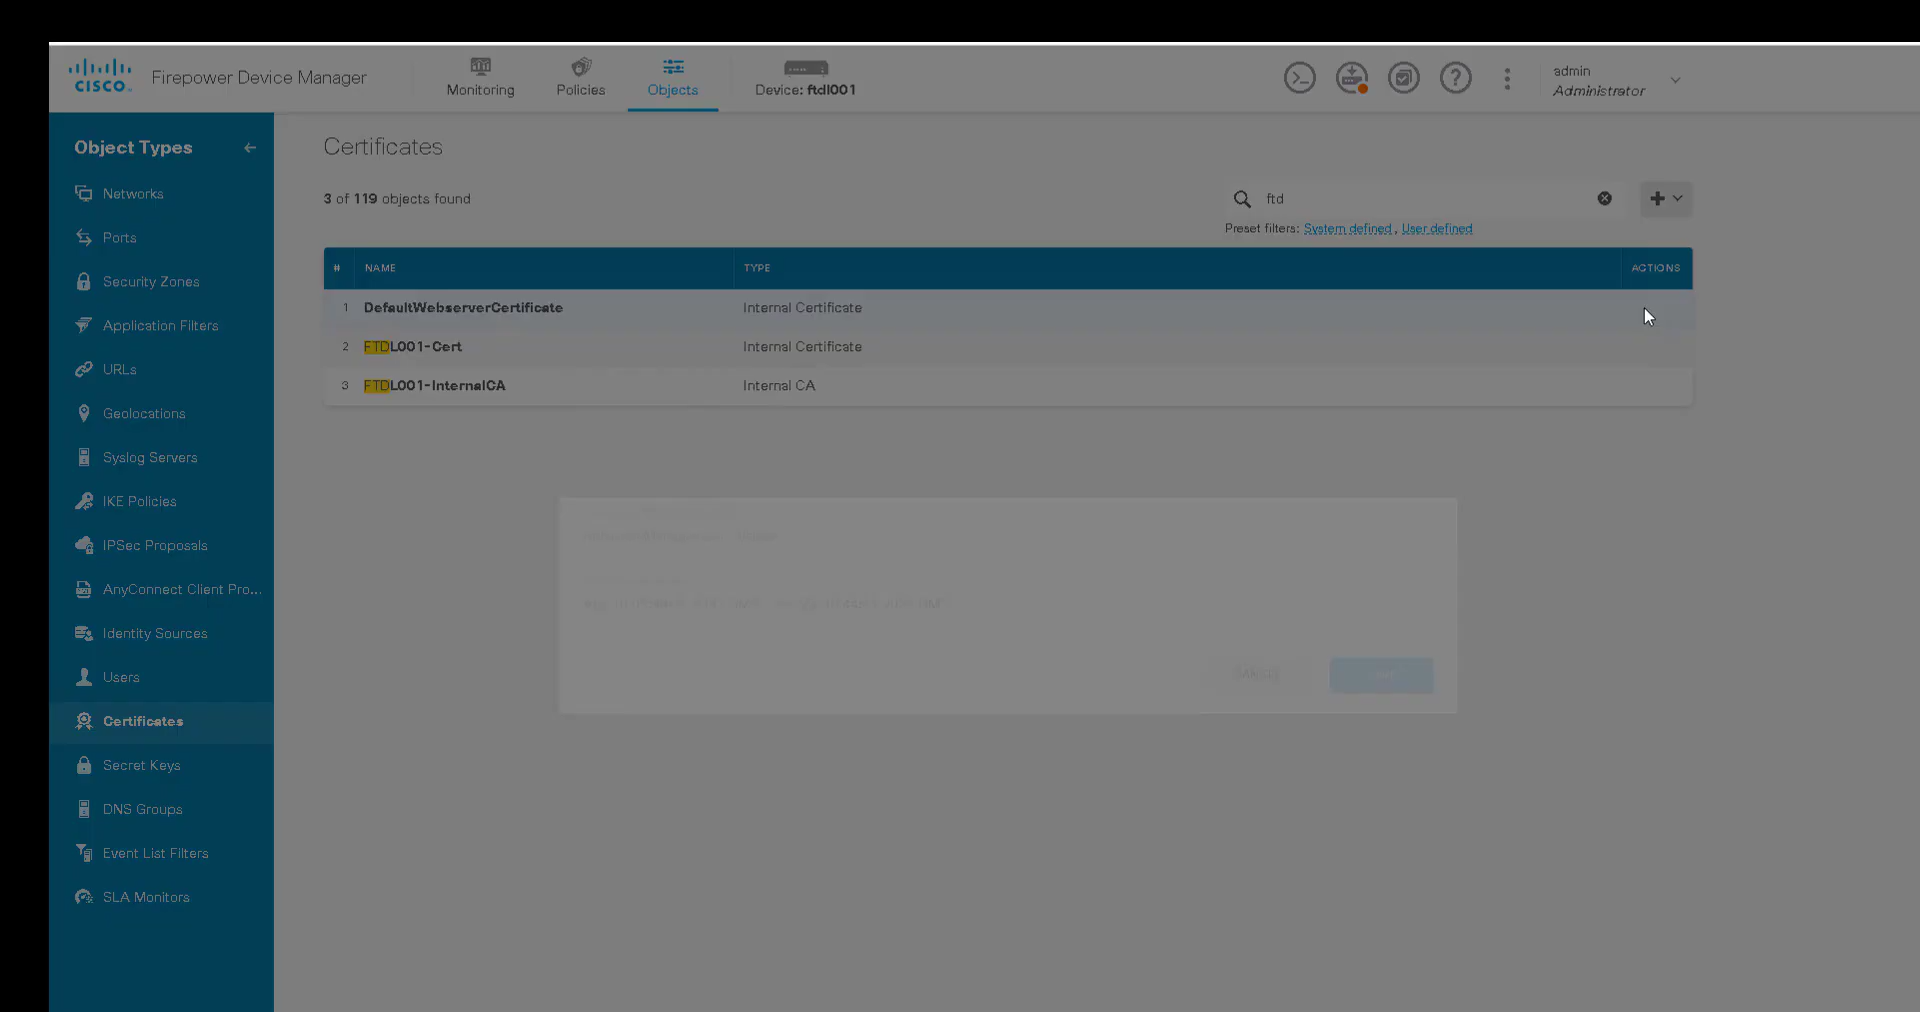 CISCO
Firepower Device Manager
Monitoring
Policies
Objects
Device: ftdl001
admin
Administrator
Object Types
Networks
Ports
Security Zones
Application Filters
URLs
Geolocations
Syslog Servers
IKE Policies
IPSec Proposals
AnyConnect Client Pro...
Identity Sources
Users
Certificates
Secret Keys
DNS Groups
Event List Filters
SLA Monitors
Certificates
3 of 119 objects found
ftd
Preset filters: System defined, User defined
# NAME TYPE ACTIONS
1 DefaultWebserverCertificate Internal Certificate
2 FTDL001-Cert Internal Certificate
3 FTDL001-InternalCA Internal CA
CANCEL